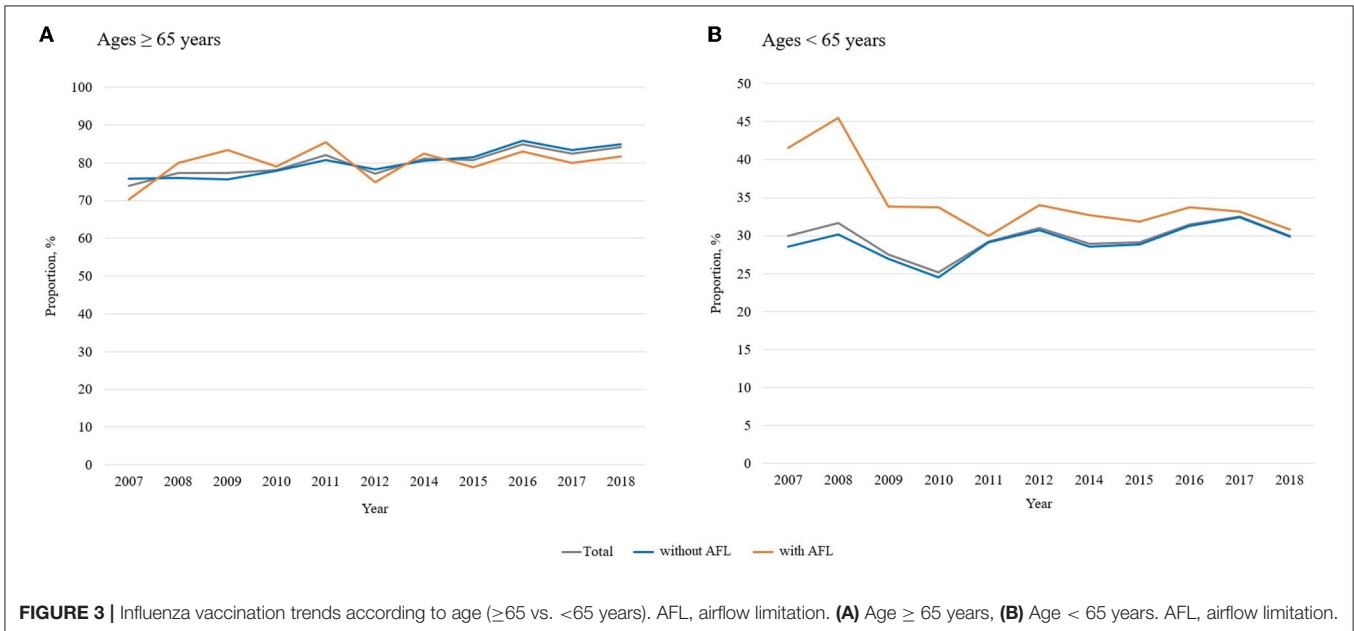 A Ages ≥ 65 years
100
90
80
70
60
50
40
30
20
10
0
Proportion, %
2007 2008 2009 2010 2011 2012 2014 2015 2016 2017 2018
Year
B Ages < 65 years
50
45
40
35
30
25
20
15
10
5
0
Proportion, %
2007 2008 2009 2010 2011 2012 2014 2015 2016 2017 2018
Year
Total without AFL with AFL
FIGURE 3 | Influenza vaccination trends according to age (≥65 vs. <65 years). AFL, airflow limitation. (A) Age ≥ 65 years, (B) Age < 65 years. AFL, airflow limitation.